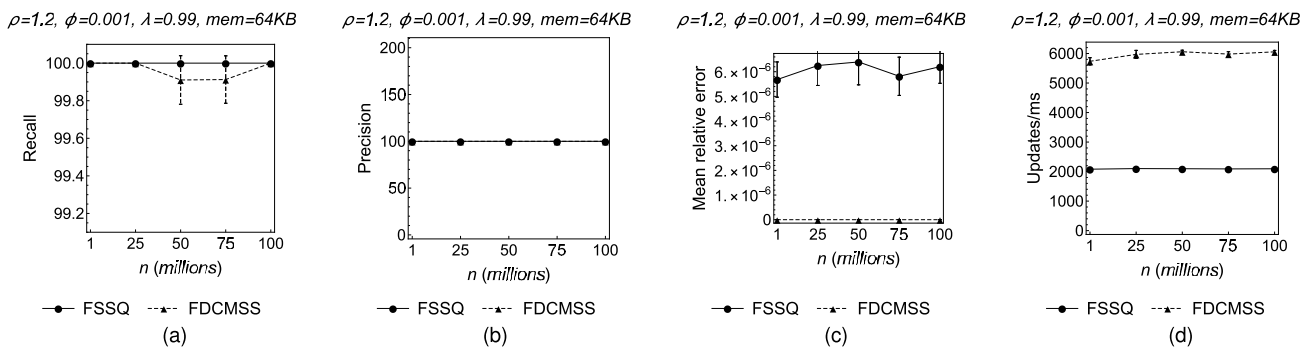 ρ=1.2, ϕ=0.001, λ=0.99, mem=64KB
100.0
99.8
99.6
99.4
99.2
Recall
1 25 50 75 100
n (millions)
FSSQ FDCMSS
(a)
ρ=1.2, ϕ=0.001, λ=0.99, mem=64KB
200
150
100
50
0
Precision
1 25 50 75 100
n (millions)
FSSQ FDCMSS
(b)
ρ=1.2, ϕ=0.001, λ=0.99, mem=64KB
6.×10⁻⁶
5.×10⁻⁶
4.×10⁻⁶
3.×10⁻⁶
2.×10⁻⁶
1.×10⁻⁶
0
Mean relative error
1 25 50 75 100
n (millions)
FSSQ FDCMSS
(c)
ρ=1.2, ϕ=0.001, λ=0.99, mem=64KB
6000
5000
4000
3000
2000
1000
0
Updates/ms
1 25 50 75 100
n (millions)
FSSQ FDCMSS
(d)